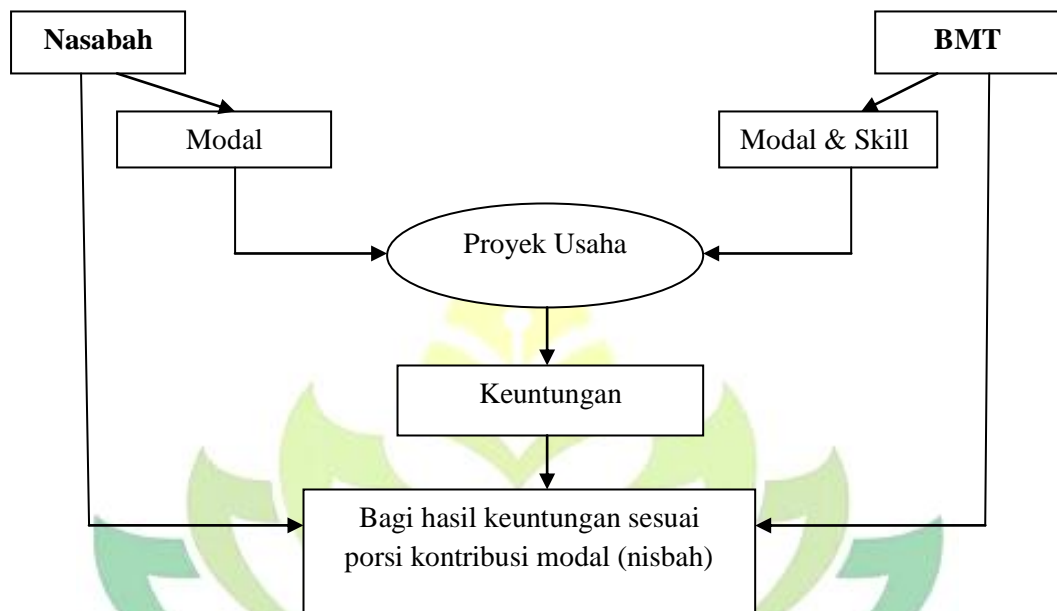 Nasabah
BMT
Modal
Modal & Skill
Proyek Usaha
Keuntungan
Bagi hasil keuntungan sesuai
porsi kontribusi modal (nisbah)